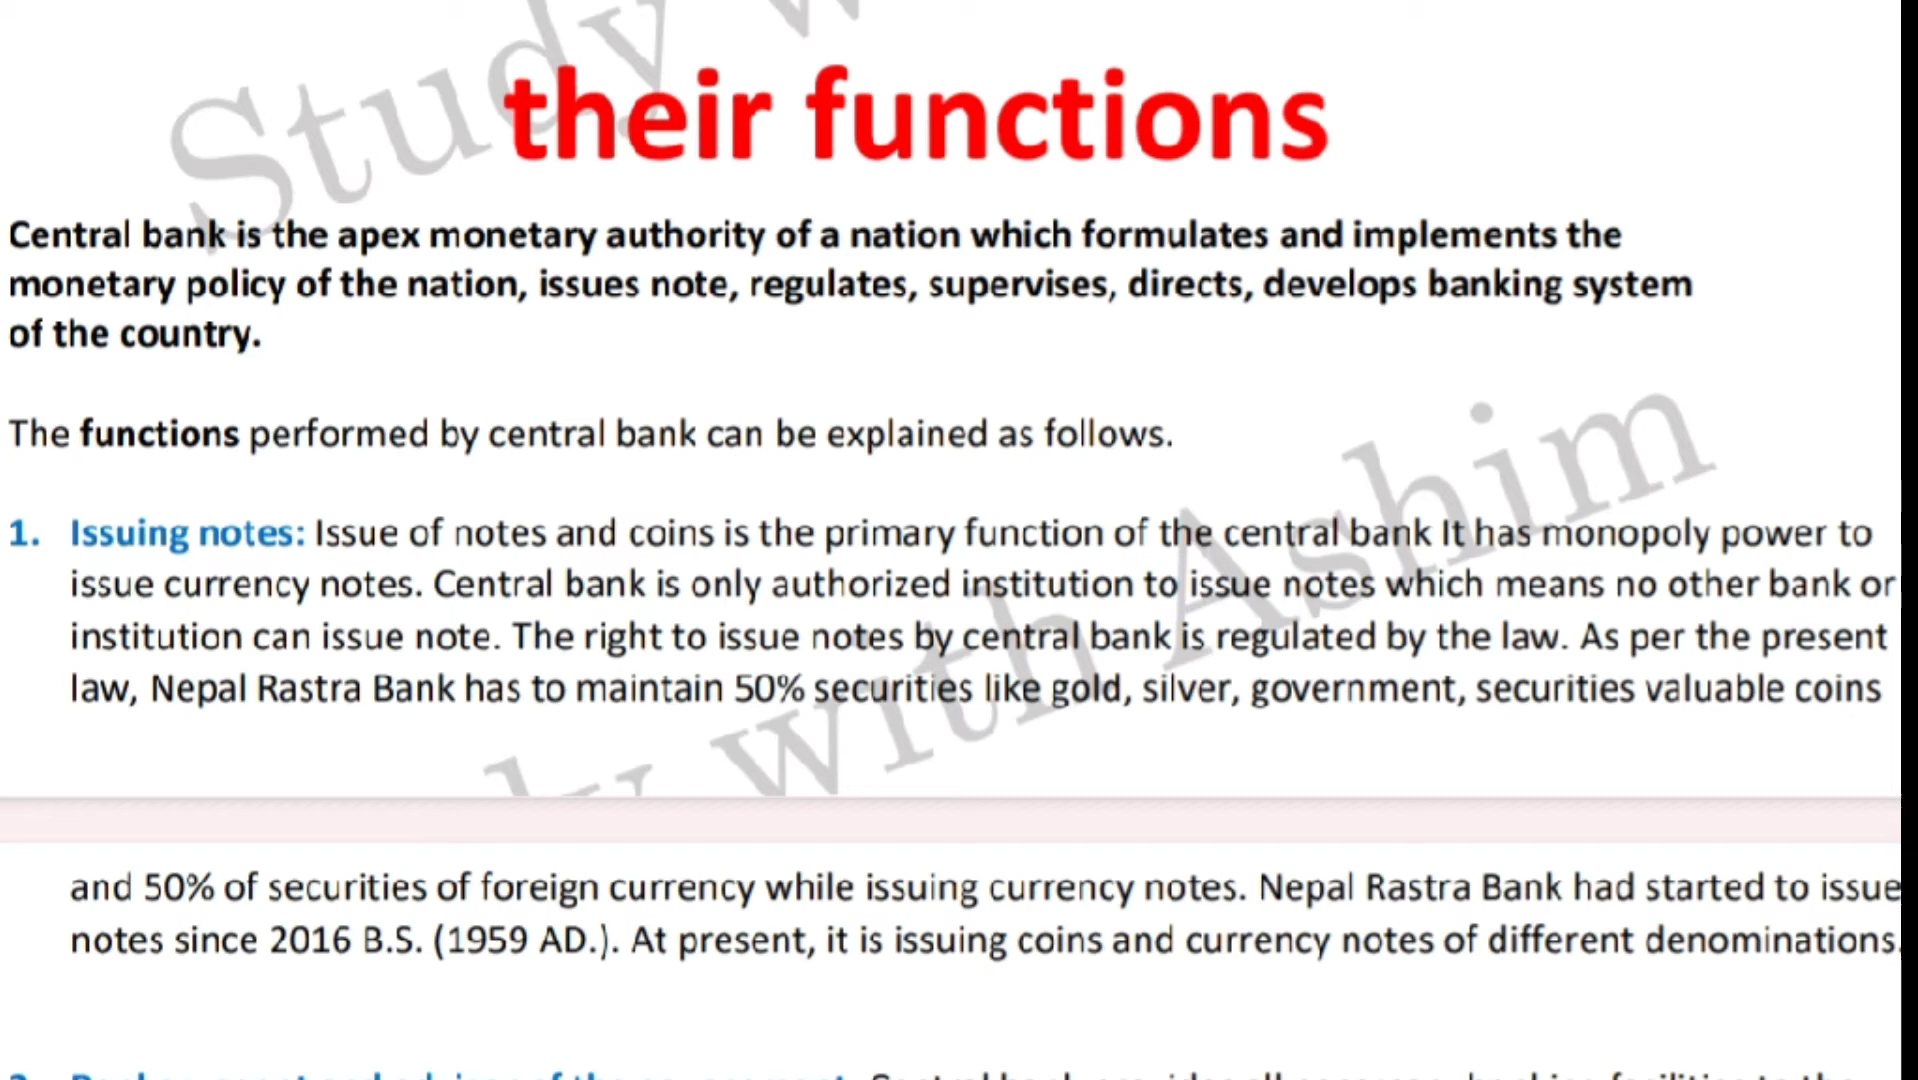 Study w
their functions
Central bank is the apex monetary authority of a nation which formulates and implements the
monetary policy of the nation, issues note, regulates, supervises, directs, develops banking system
of the country.
The functions performed by central bank can be explained as follows.
1. Issuing notes: Issue of notes and coins is the primary function of the central bank It has monopoly power to
issue currency notes. Central bank is only authorized institution to issue notes which means no other bank or
institution can issue note. The right to issue notes by central bank is regulated by the law. As per the present
law, Nepal Rastra Bank has to maintain 50% securities like gold, silver, government, securities valuable coins
with Ashim
and 50% of securities of foreign currency while issuing currency notes. Nepal Rastra Bank had started to issue
notes since 2016 B.S. (1959 AD.). At present, it is issuing coins and currency notes of different denominations.